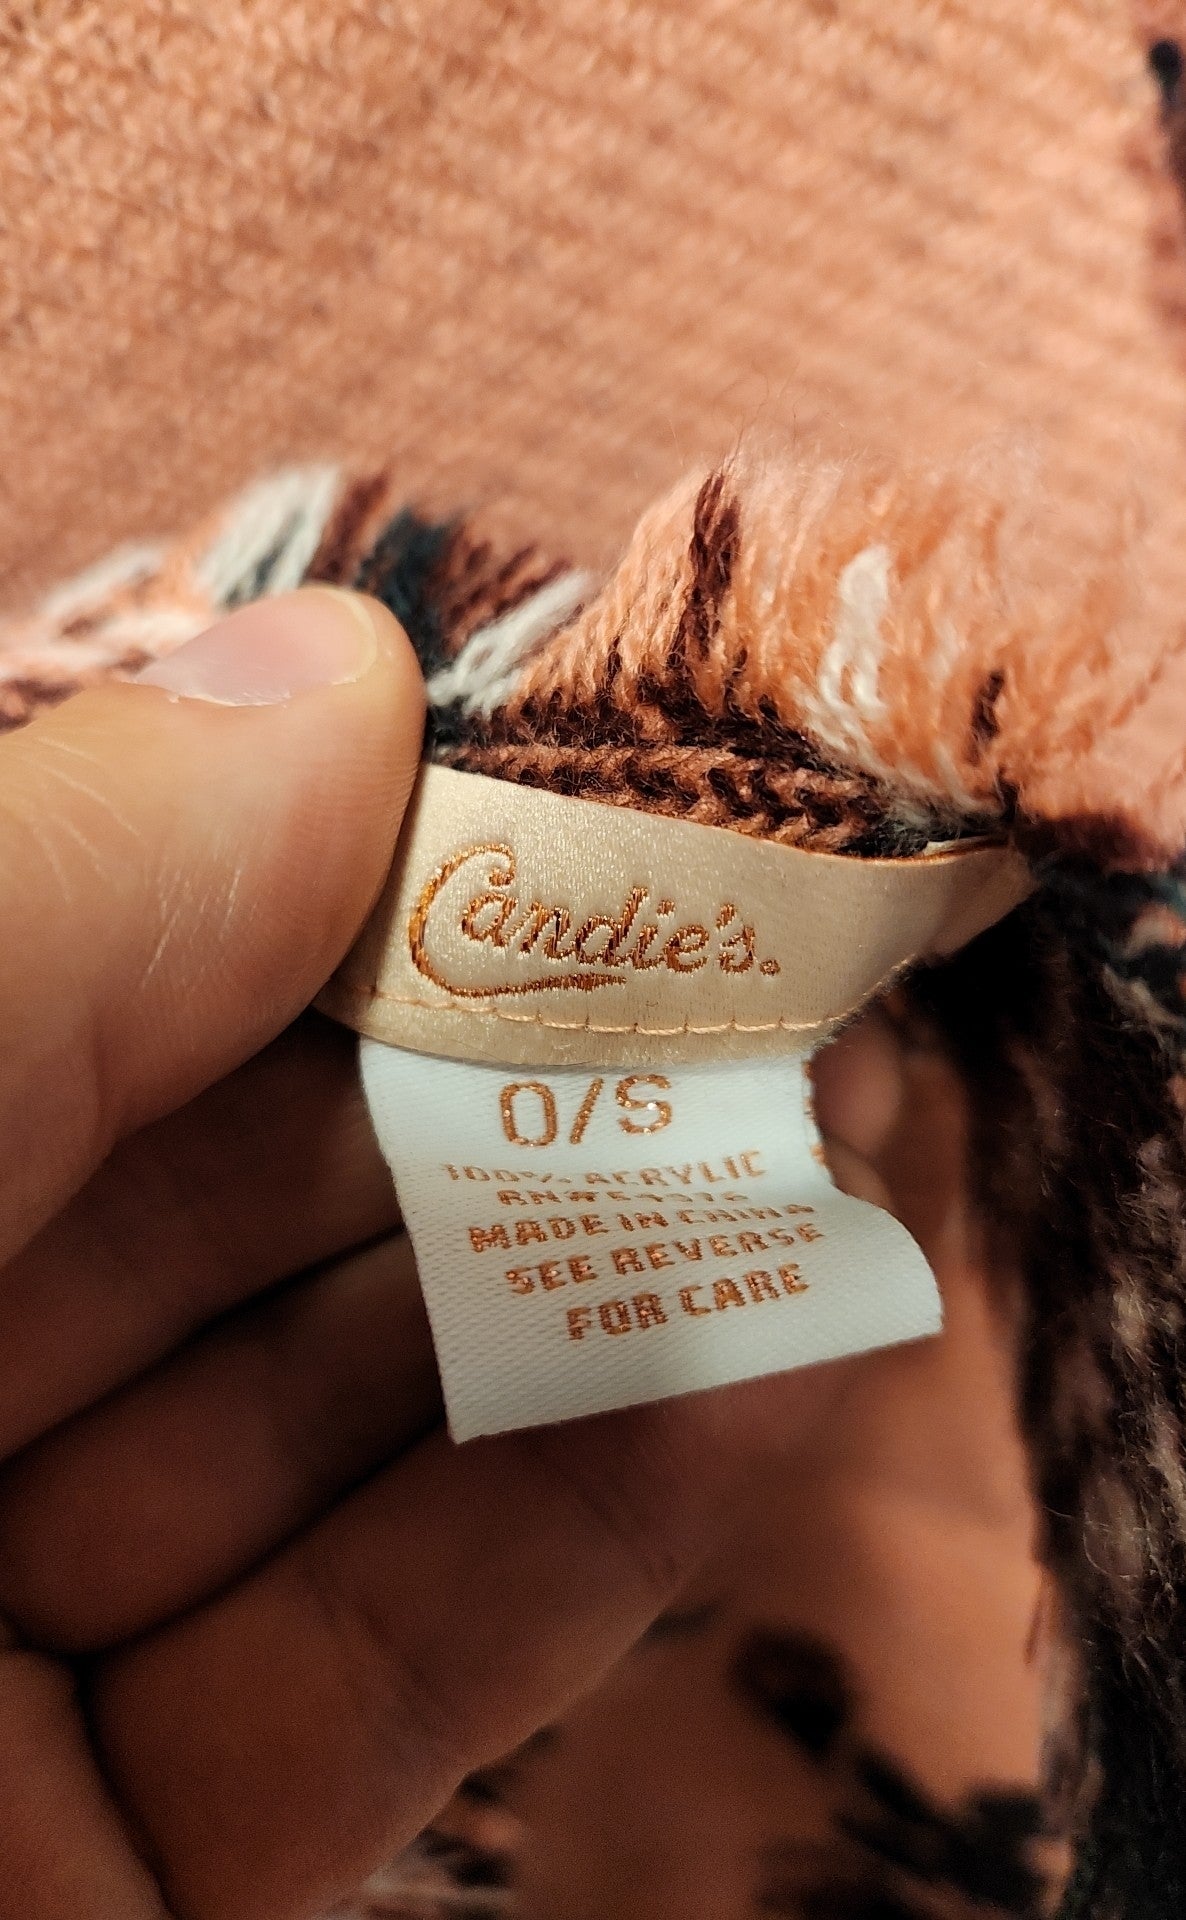 Candie's.
O/S
100% ACRYLIC
MADE IN CHINA
SEE REVERSE
FOR CARE